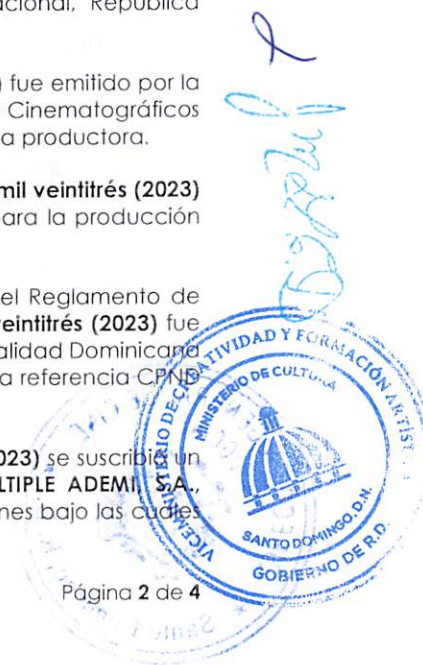 acional, República
fue emitido por la
Cinematográficos
a productora.
mil veintitrés (2023)
ara la producción
el Reglamento de
veintitrés (2023) fue
alidad Dominicana
a referencia CPND
023) se suscribió un
LTIPLE ADEMI, S.A.,
nes bajo las cuales
VICEMINISTERIO DE CREATIVIDAD Y FORMACIÓN ARTÍST
MINISTERIO DE CULTURA
SANTO DOMINGO, D.N.
GOBIERNO DE R.D.
Página 2 de 4